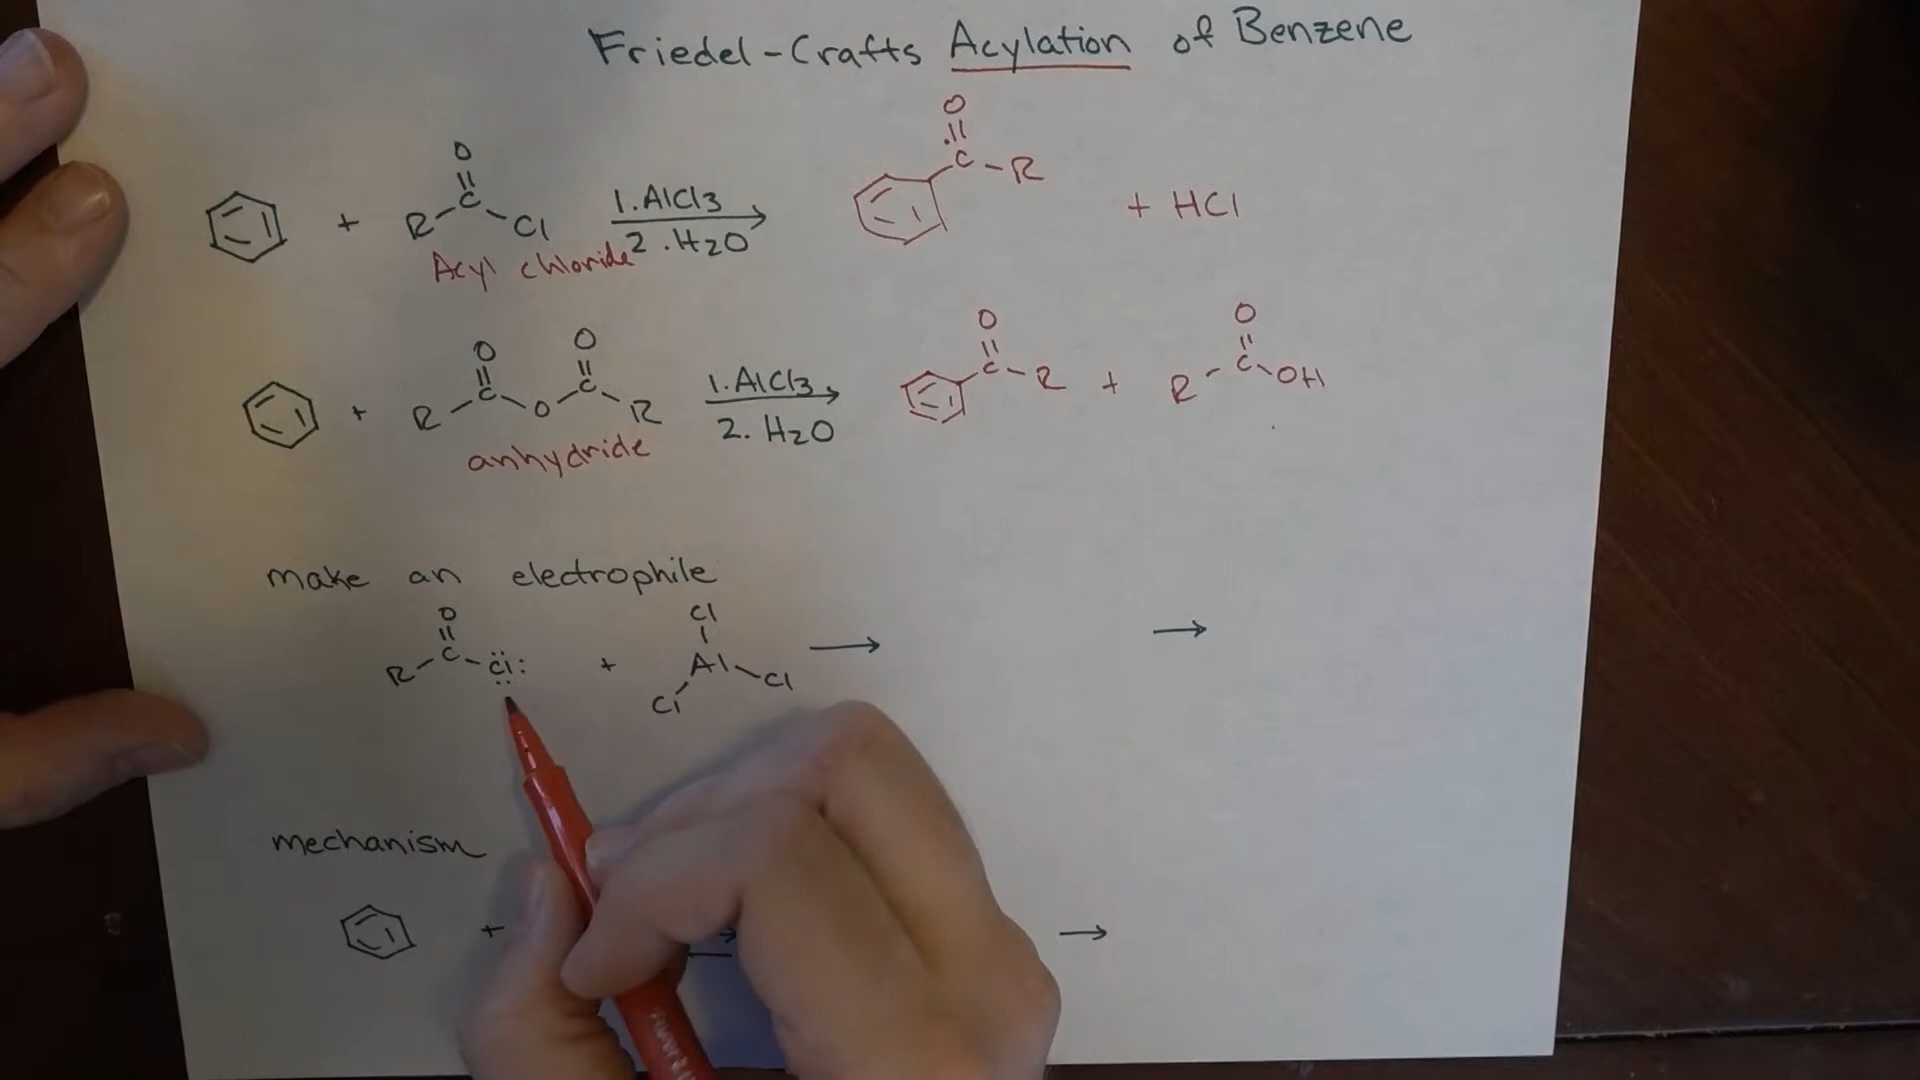 Friedel-Crafts Acylation of Benzene
O
O
C-R
+ R-C-Cl 1. AlCl3 + HCl
2. H2O
Acyl chloride
O O O O
+ R-C-O-C-R 1. AlCl3 C-R + R-C-OH
2. H2O
anhydride
make an electrophile
O Cl
R-C-Cl: + Al-Cl
Cl
mechanism
+